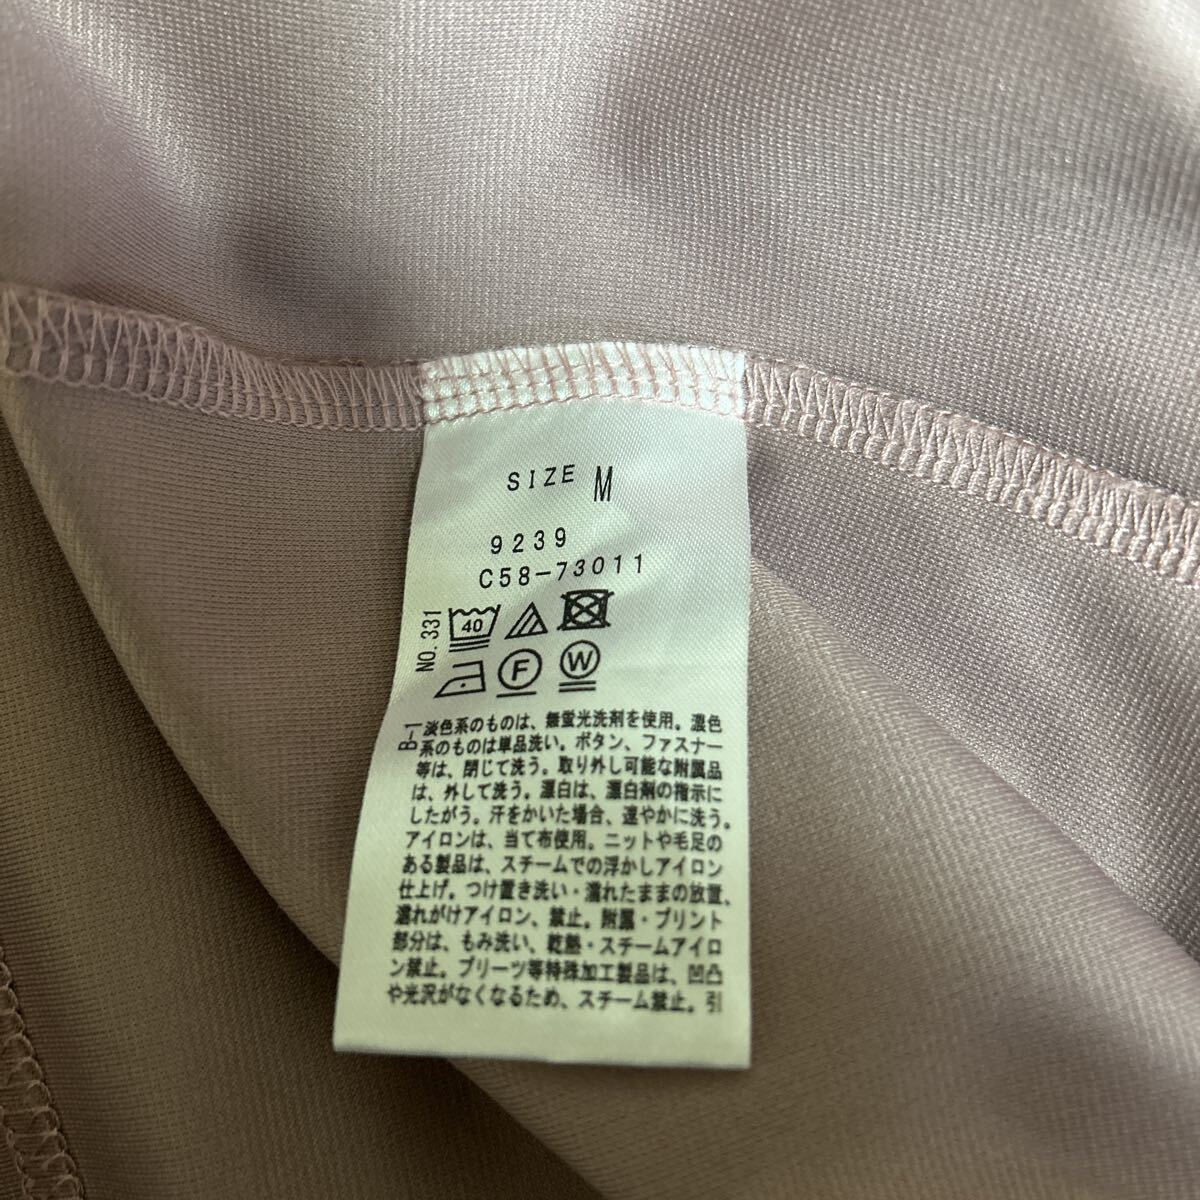 SIZE M
9239
C58-73011
NO.331
40
F
W
B-1
淡色系のものは、無蛍光洗剤を使用。濃色
系のものは単品洗い。ボタン、ファスナー
等は、閉じて洗う。取り外し可能な附属品
は、外して洗う。漂白は、漂白剤の指示に
したがう。汗をかいた場合、速やかに洗う。
アイロンは、当て布使用。ニットや毛足の
ある製品は、スチームでの浮かしアイロン
仕上げ。つけ置き洗い・濡れたままの放置、
濡れがけアイロン、禁止。附属・プリント
部分は、もみ洗い、乾熱・スチームアイロ
ン禁止。プリーツ等特殊加工製品は、凹凸
や光沢がなくなるため、スチーム禁止。引